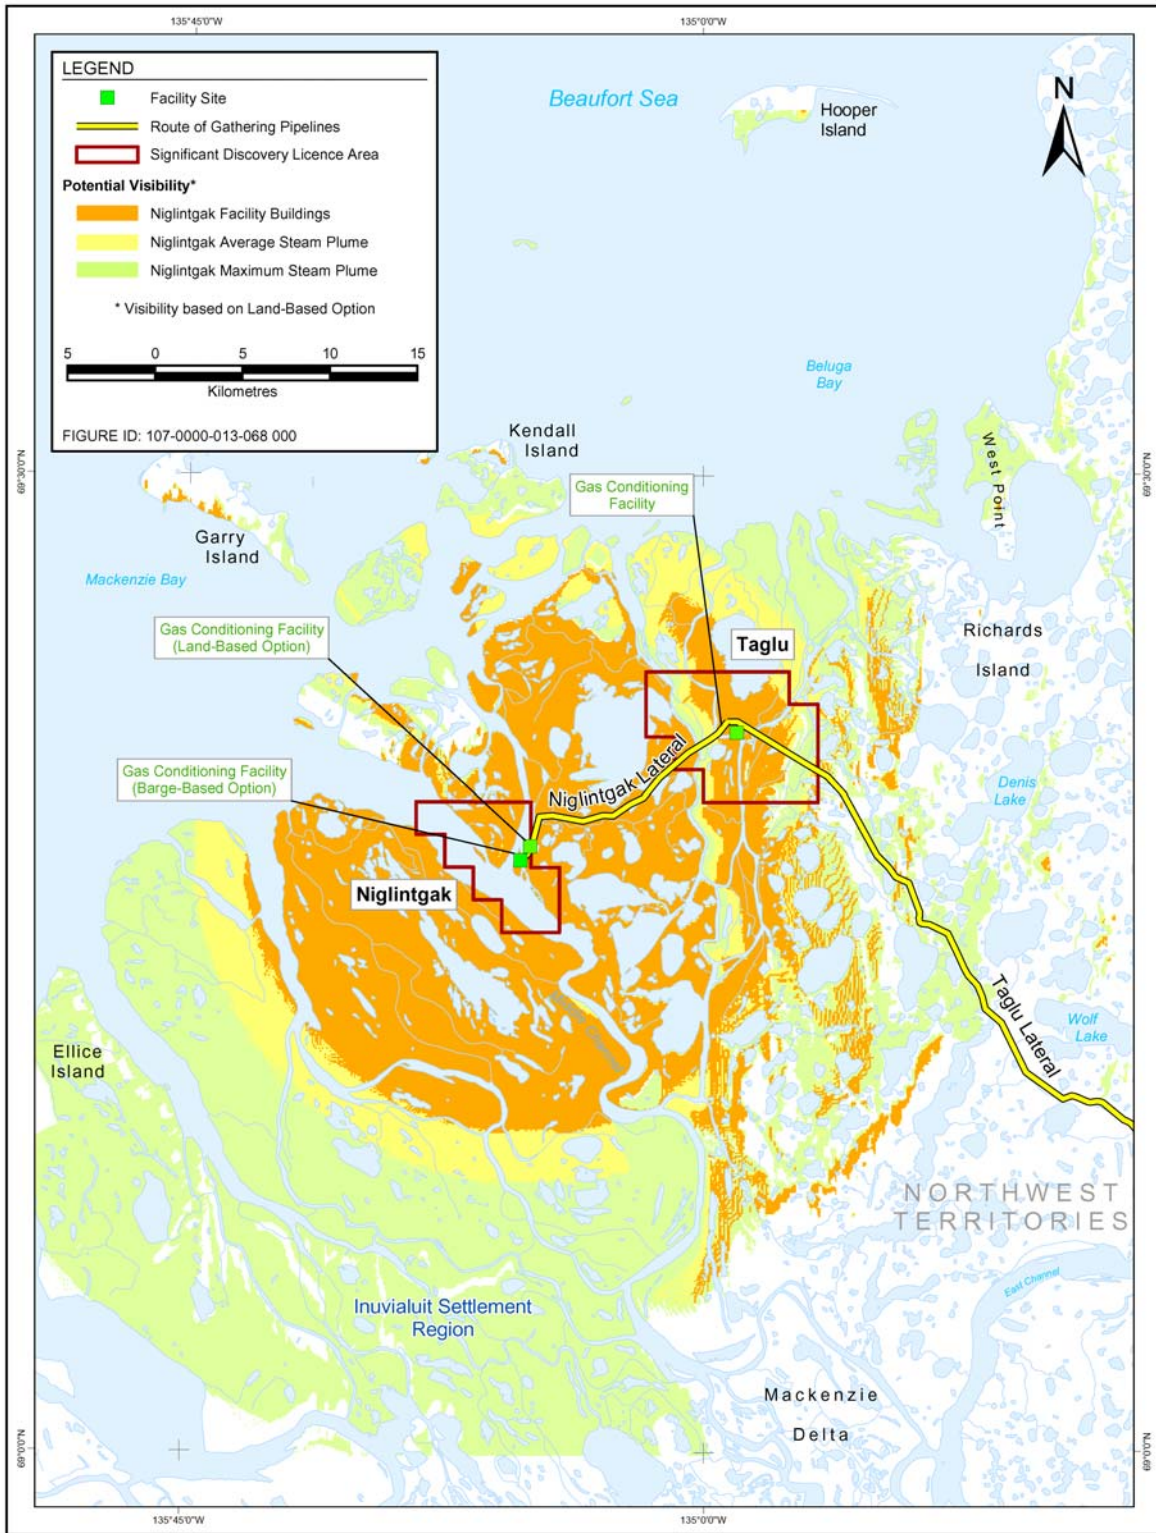 135°45'0"W
135°0'0"W
LEGEND
Facility Site
Route of Gathering Pipelines
Significant Discovery Licence Area
Potential Visibility*
Niglintgak Facility Buildings
Niglintgak Average Steam Plume
Niglintgak Maximum Steam Plume
* Visibility based on Land-Based Option
5 0 5 10 15
Kilometres
FIGURE ID: 107-0000-013-068 000
Beaufort Sea
Hooper
Island
N
Beluga
Bay
Kendall
Island
West Point
69°30'0"N
69°30'0"N
Gas Conditioning
Facility
Garry
Island
Mackenzie Bay
Gas Conditioning Facility
(Land-Based Option)
Taglu
Richards
Island
Gas Conditioning Facility
(Barge-Based Option)
Niglintgak Lateral
Denis
Lake
Niglintgak
Taglu Lateral
Wolf
Lake
Ellice
Island
NORTHWEST
TERRITORIES
East Channel
Inuvialuit Settlement
Region
Mackenzie
Delta
69°0'0"N
69°0'0"N
135°45'0"W
135°0'0"W